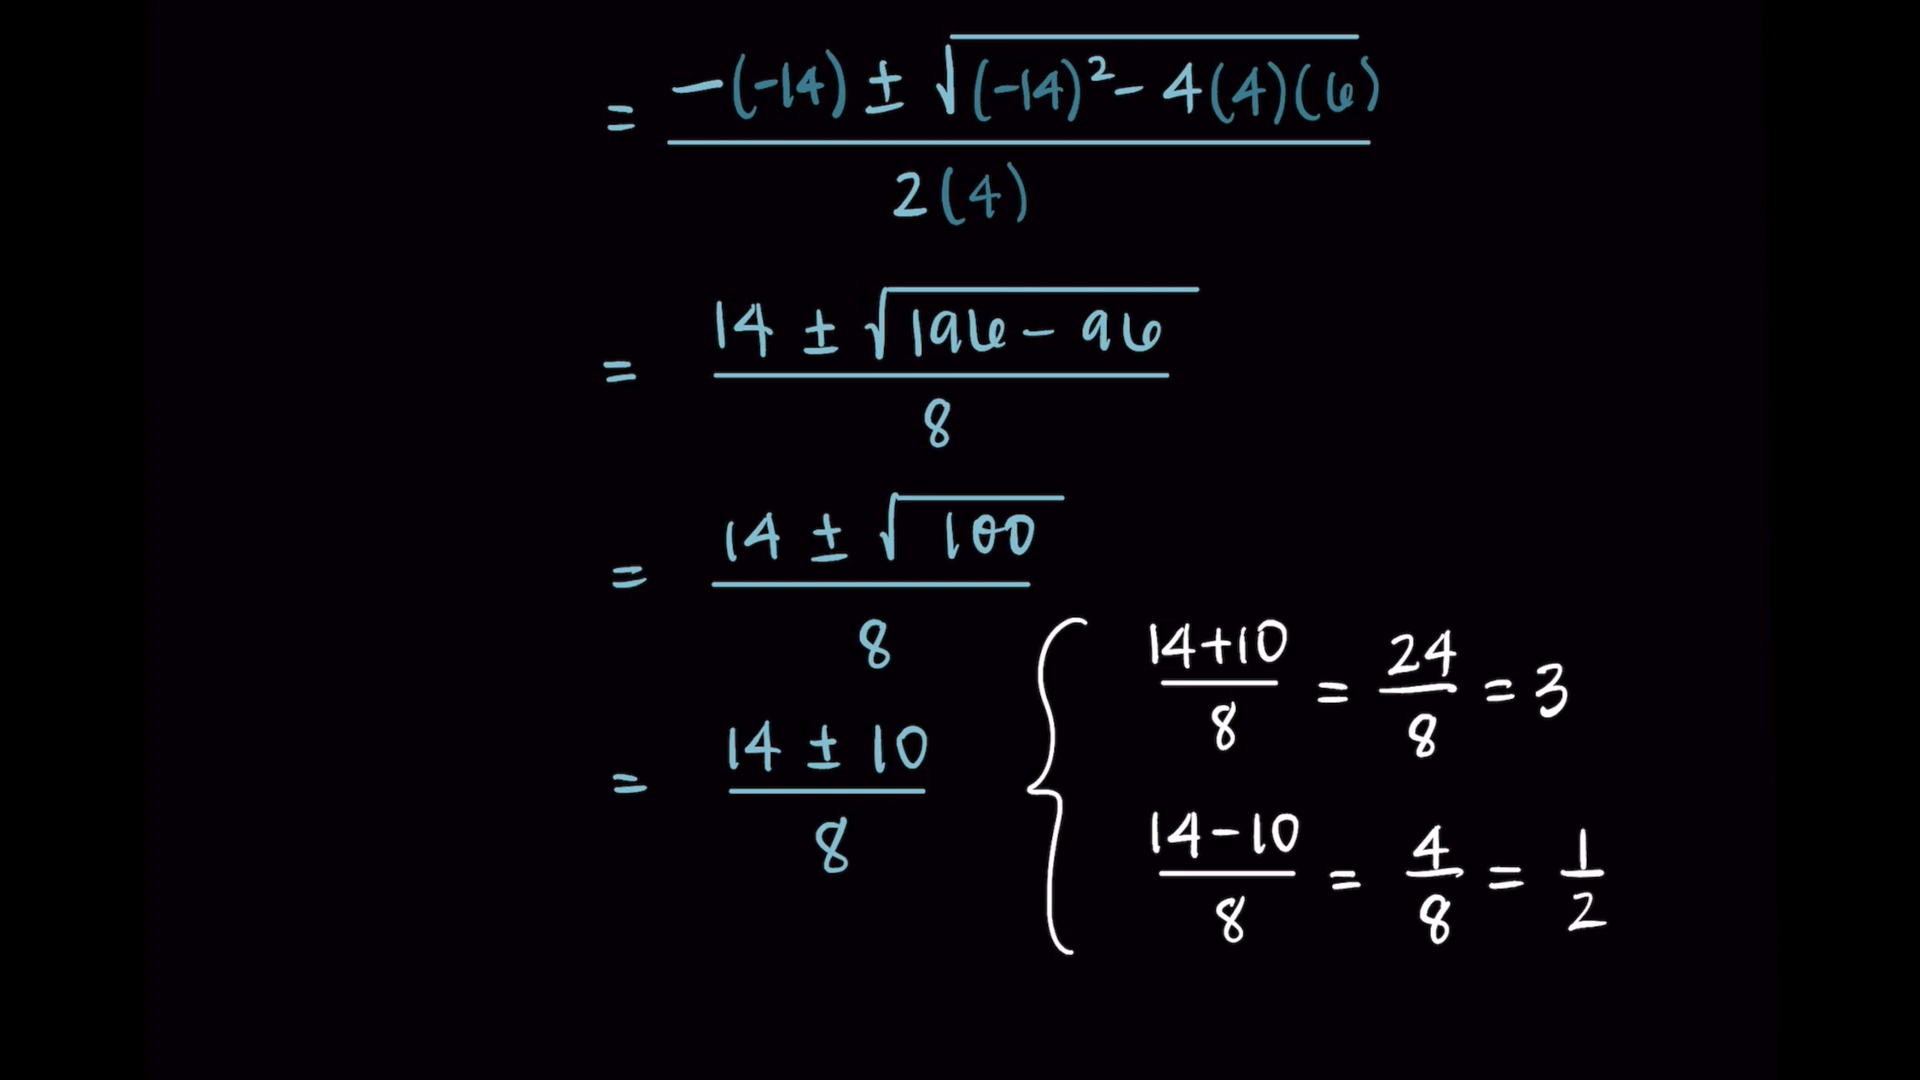 = (-(-14) ± √((-14)² - 4(4)(6))) / 2(4)
= (14 ± √(196 - 96)) / 8
= (14 ± √100) / 8
= (14 ± 10) / 8
{ (14+10)/8 = 24/8 = 3
(14-10)/8 = 4/8 = 1/2